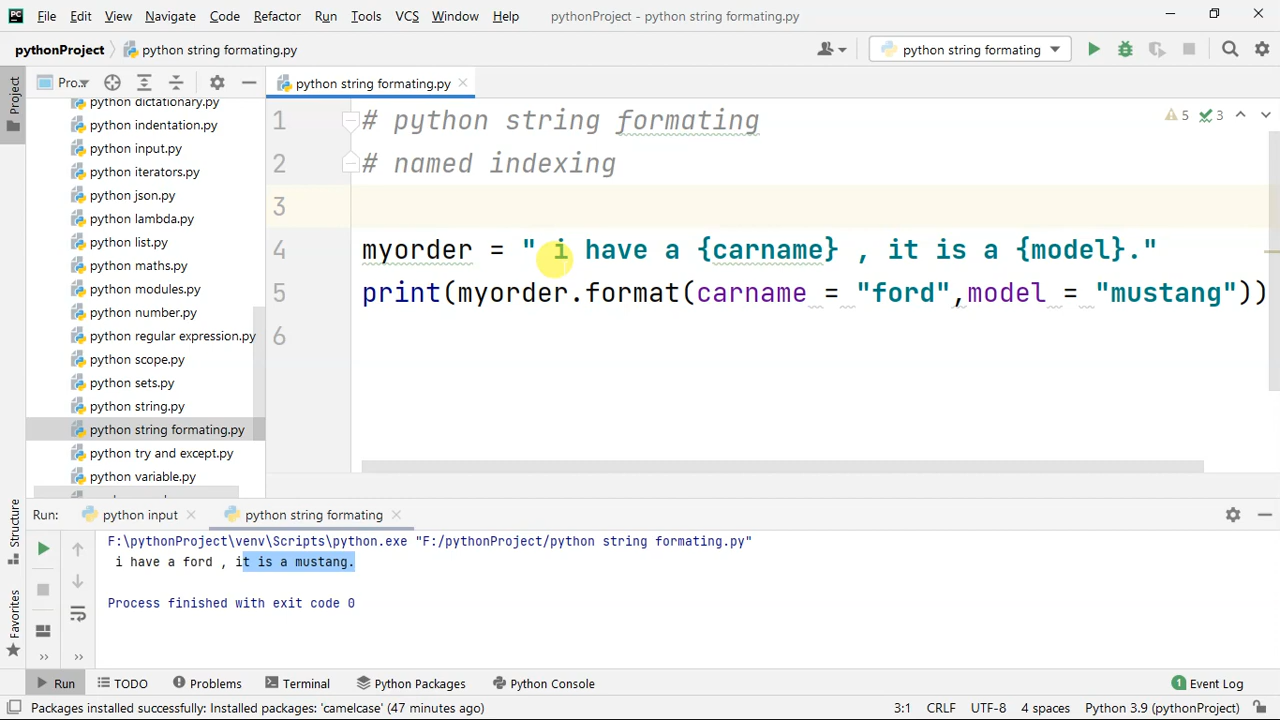 File Edit View Navigate Code Refactor Run Tools VCS Window Help pythonProject - python string formating.py
pythonProject python string formating.py python string formating
Project
Pro... python string formating.py
python dictationary.py
python indentation.py
python input.py
python iterators.py
python json.py
python lambda.py
python list.py
python maths.py
python modules.py
python number.py
python regular expression.py
python scope.py
python sets.py
python string.py
python string formating.py
python try and except.py
python variable.py
1 # python string formating
5 3
2 # named indexing
3
4 myorder = " i have a {carname} , it is a {model}."
5 print(myorder.format(carname = "ford",model = "mustang"))
6
Structure
Favorites
Run: python input python string formating
F:\pythonProject\venv\Scripts\python.exe "F:/pythonProject/python string formating.py"
i have a ford , it is a mustang.
Process finished with exit code 0
Run TODO Problems Terminal Python Packages Python Console 1 Event Log
Packages installed successfully: Installed packages: 'camelcase' (47 minutes ago) 3:1 CRLF UTF-8 4 spaces Python 3.9 (pythonProject)